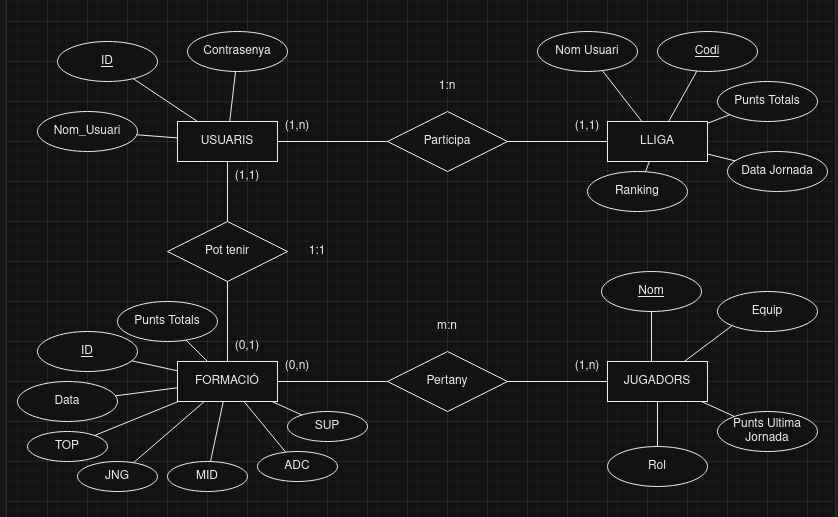 Contrasenya
ID
Nom_Usuari
USUARIS
(1,n)
(1,1)
1:n
Participa
(1,1)
Nom Usuari
Codi
Punts Totals
LLIGA
Data Jornada
Ranking
Pot tenir
1:1
(0,1)
Punts Totals
ID
Data
TOP
JNG
MID
ADC
SUP
FORMACIÓ
(0,n)
m:n
Pertany
(1,n)
Nom
Equip
JUGADORS
Punts Ultima
Jornada
Rol